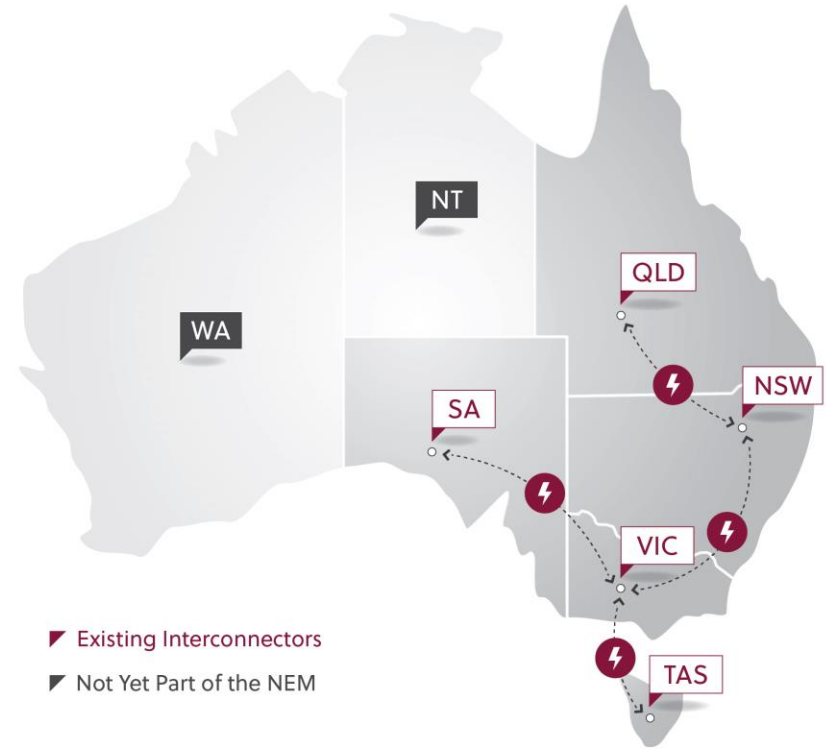 NT
QLD
WA
NSW
SA
VIC
Existing Interconnectors
Not Yet Part of the NEM
TAS